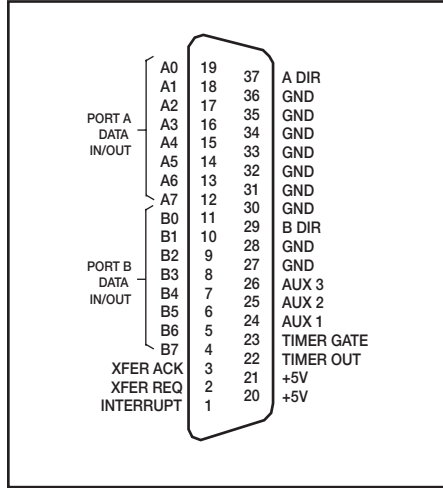 A0 19
A1 18
A2 17
A3 16
A4 15
A5 14
A6 13
A7 12
B0 11
B1 10
B2 9
B3 8
B4 7
B5 6
B6 5
B7 4
XFER ACK 3
XFER REQ 2
INTERRUPT 1
PORT A
DATA
IN/OUT
PORT B
DATA
IN/OUT
37 A DIR
36 GND
35 GND
34 GND
33 GND
32 GND
31 GND
30 GND
29 B DIR
28 GND
27 GND
26 AUX 3
25 AUX 2
24 AUX 1
23 TIMER GATE
22 TIMER OUT
21 +5V
20 +5V